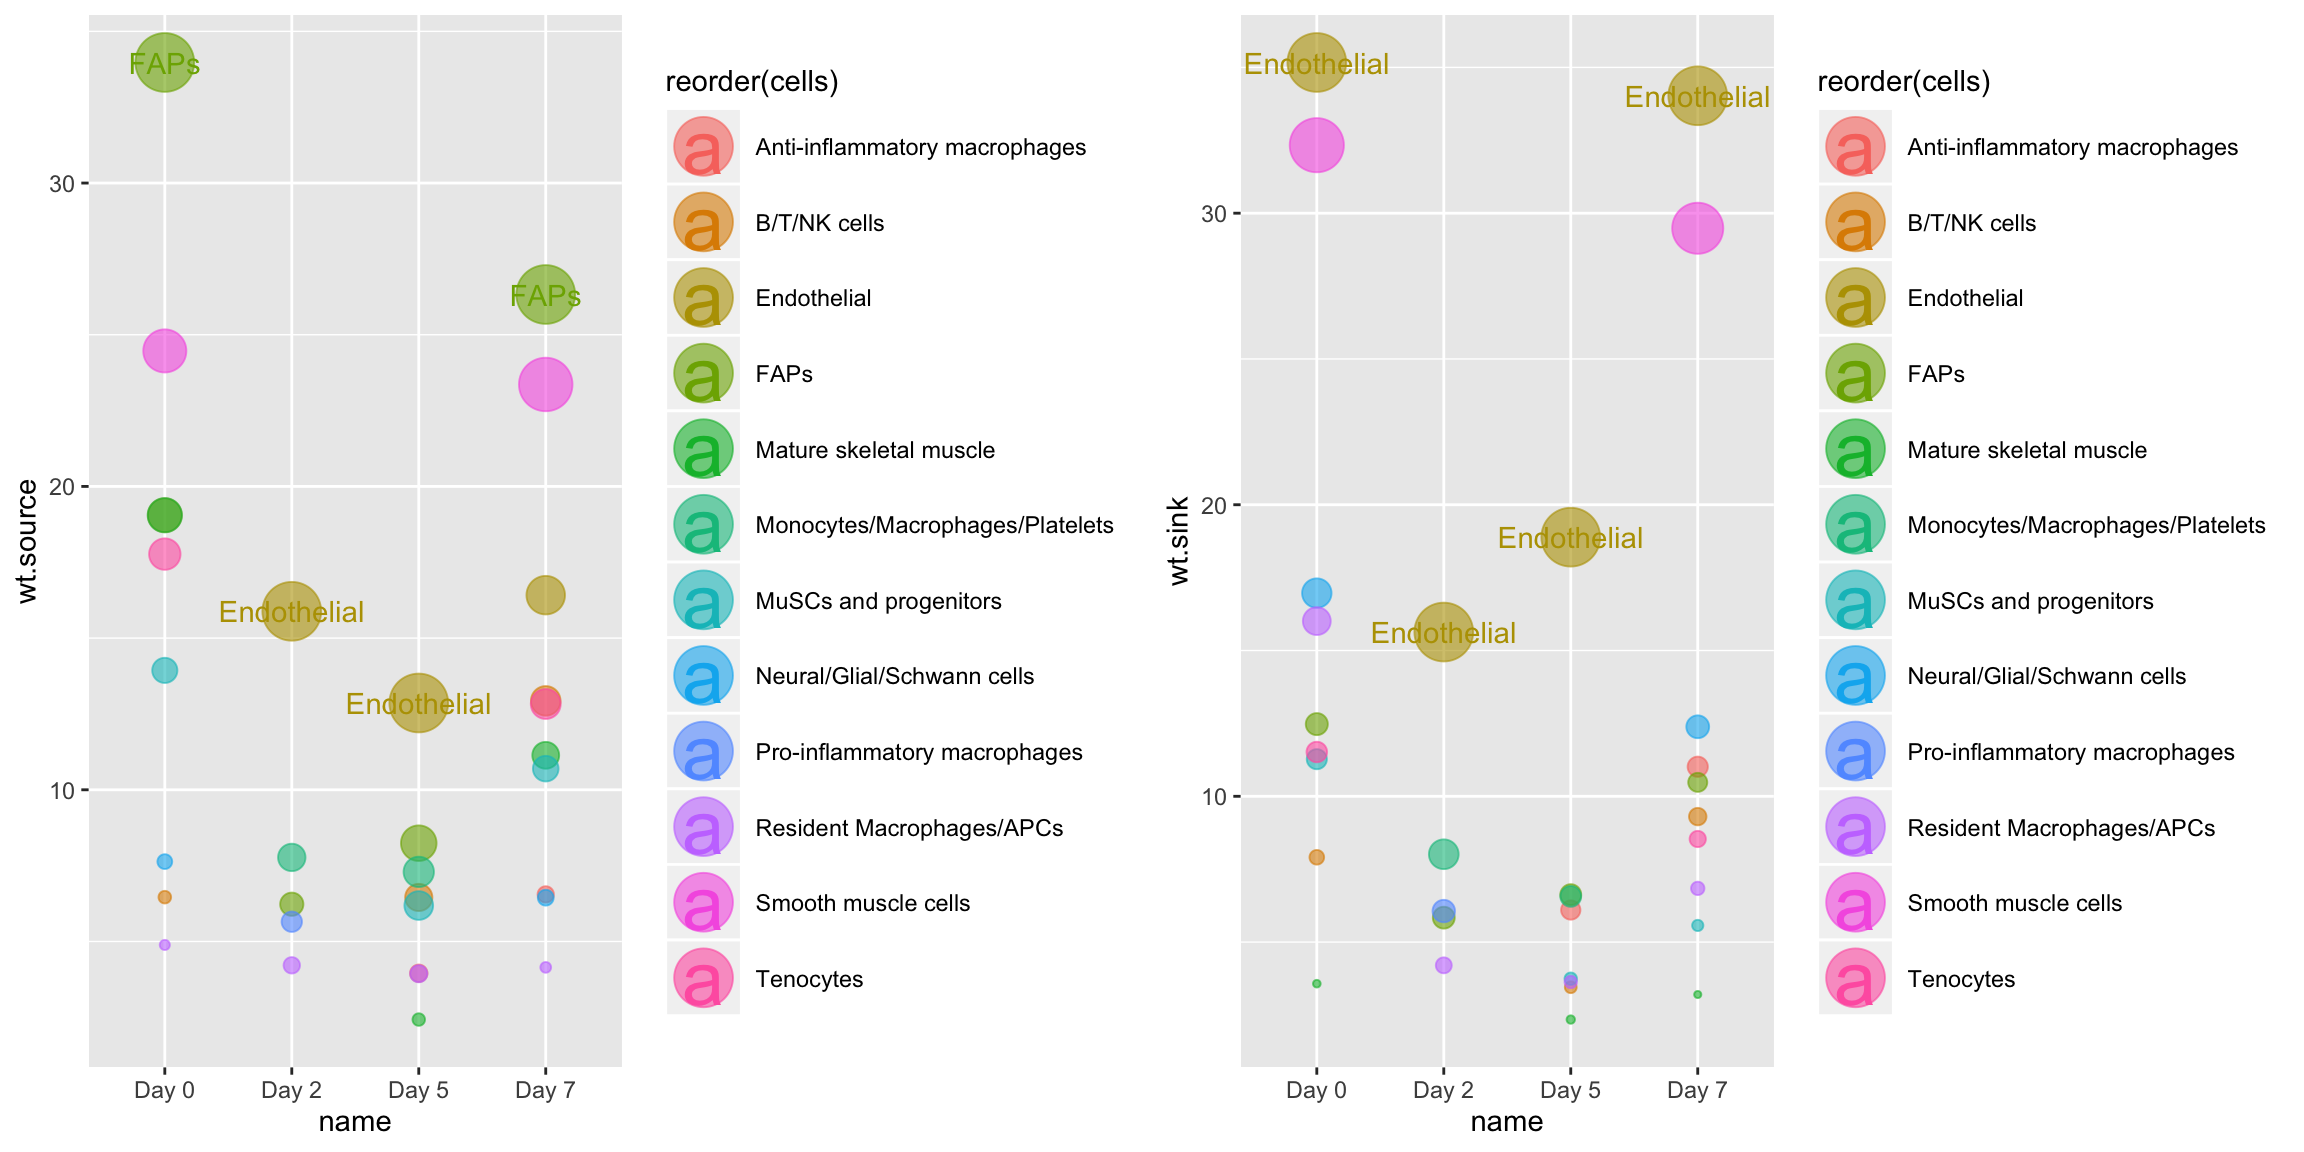 wt.source
30
20
10
FAPs
FAPs
Endothelial
Endothelial
Day 0
Day 2
Day 5
Day 7
name
reorder(cells)
a Anti-inflammatory macrophages
a B/T/NK cells
a Endothelial
a FAPs
a Mature skeletal muscle
a Monocytes/Macrophages/Platelets
a MuSCs and progenitors
a Neural/Glial/Schwann cells
a Pro-inflammatory macrophages
a Resident Macrophages/APCs
a Smooth muscle cells
a Tenocytes
wt.sink
30
20
10
Endothelial
Endothelial
Endothelial
Endothelial
Day 0
Day 2
Day 5
Day 7
name
reorder(cells)
a Anti-inflammatory macrophages
a B/T/NK cells
a Endothelial
a FAPs
a Mature skeletal muscle
a Monocytes/Macrophages/Platelets
a MuSCs and progenitors
a Neural/Glial/Schwann cells
a Pro-inflammatory macrophages
a Resident Macrophages/APCs
a Smooth muscle cells
a Tenocytes